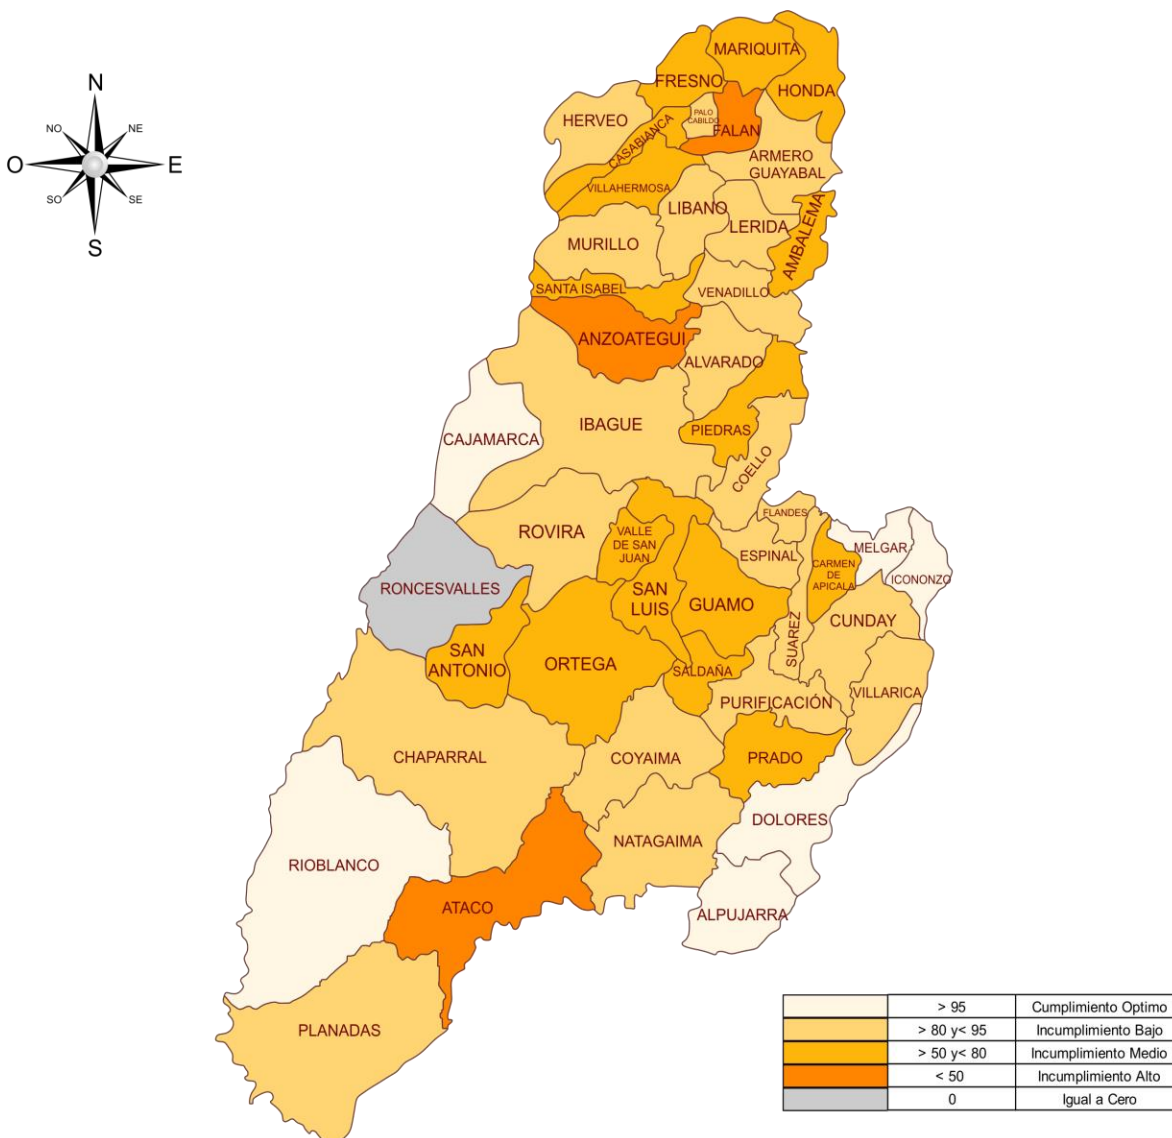 N
NO
NE
O
E
SO
SE
S
MARIQUITA
FRESNO
HONDA
HERVEO
PALO
CABILDO
CASABIANCA
FALAN
ARMERO
GUAYABAL
VILLAHERMOSA
LIBANO
LERIDA
AMBALEMA
MURILLO
SANTA ISABEL
VENADILLO
ANZOATEGUI
ALVARADO
IBAGUE
PIEDRAS
CAJAMARCA
COELLO
FLANDES
ROVIRA
VALLE
DE SAN
JUAN
ESPINAL
MELGAR
CARMEN
DE
APICALA
ICONONZO
RONCESVALLES
SAN
LUIS
GUAMO
SUAREZ
CUNDAY
SAN
ANTONIO
ORTEGA
SALDAÑA
VILLARICA
PURIFICACIÓN
CHAPARRAL
COYAIMA
PRADO
DOLORES
NATAGAIMA
RIOBLANCO
ATACO
ALPUJARRA
PLANADAS
> 95 Cumplimiento Optimo
> 80 y< 95 Incumplimiento Bajo
> 50 y< 80 Incumplimiento Medio
< 50 Incumplimiento Alto
0 Igual a Cero